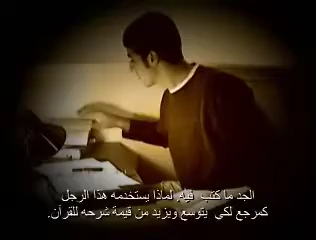 الجد ما كتب فيه. لماذا يستخدمه هذا الرجل
كمرجع لكي يتوسع ويزيد من قيمة شرحه للقرآن.